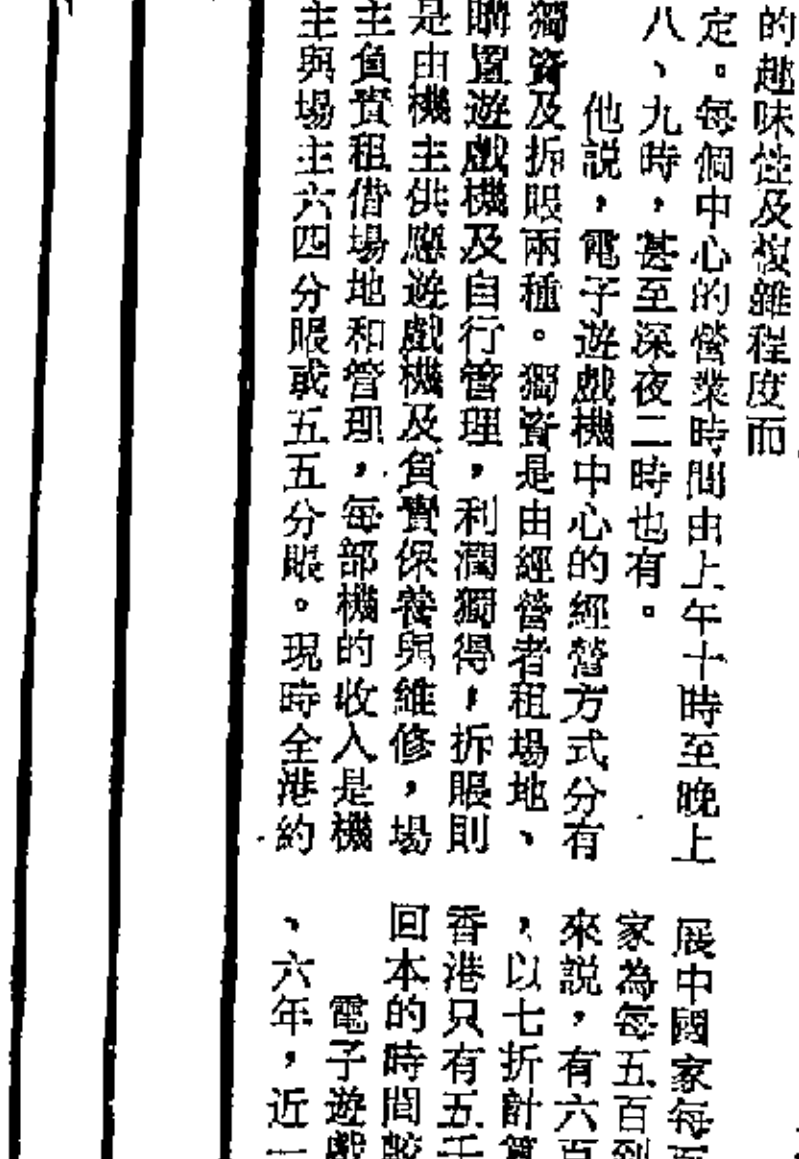 的趣味性及複雜程度而
定。每個中心的營業時間由上午十時至晚上
八、九時，甚至深夜二時也有。
他説，電子遊戲機中心的經營方式分有
獨資及拆賬兩種。獨資是由經營者租場地、
購置遊戲機及自行管理，利潤獨得，拆賬則
是由機主供應遊戲機及負責保養與維修，場
主負責租借場地和管理，每部機的收入是機
主與場主六四分賬或五五分賬。現時全港約
展中國家每百
家為每五百到
來説，有六百
，以七折計算
香港只有五千
回本的時間較
電子遊戲
、六年，近一